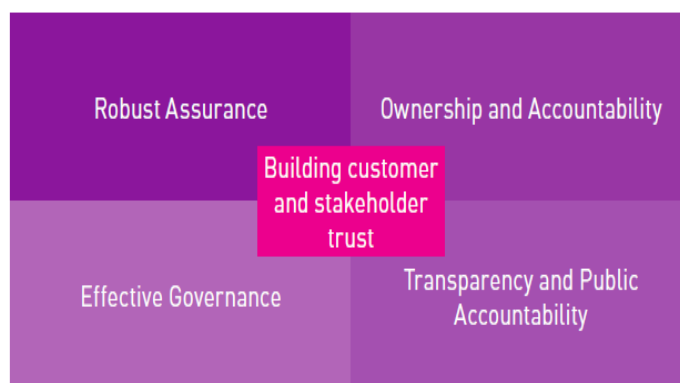 Robust Assurance
Ownership and Accountability
Building customer
and stakeholder
trust
Effective Governance
Transparency and Public
Accountability